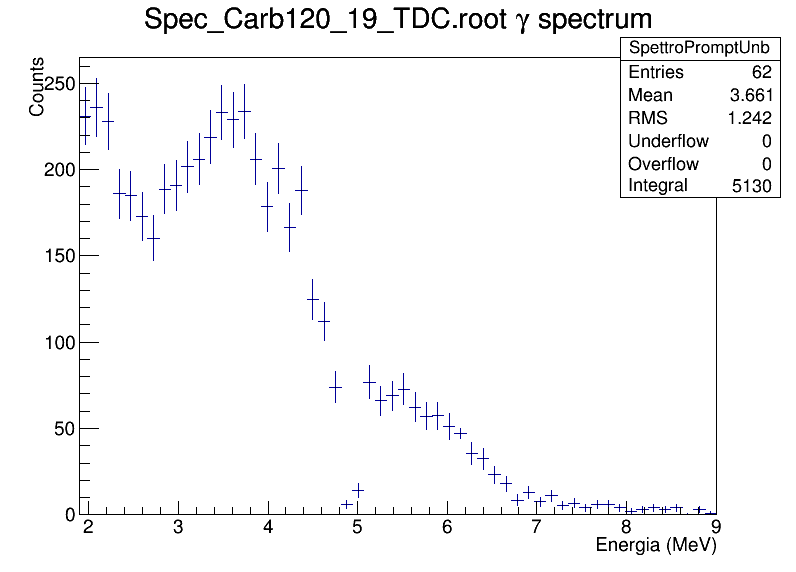 Spec_Carb120_19_TDC.root γ spectrum
SpettroPromptUnb
Entries 62
Mean 3.661
RMS 1.242
Underflow 0
Overflow 0
Integral 5130
Counts
250
200
150
100
50
0
2 3 4 5 6 7 8 9
Energia (MeV)